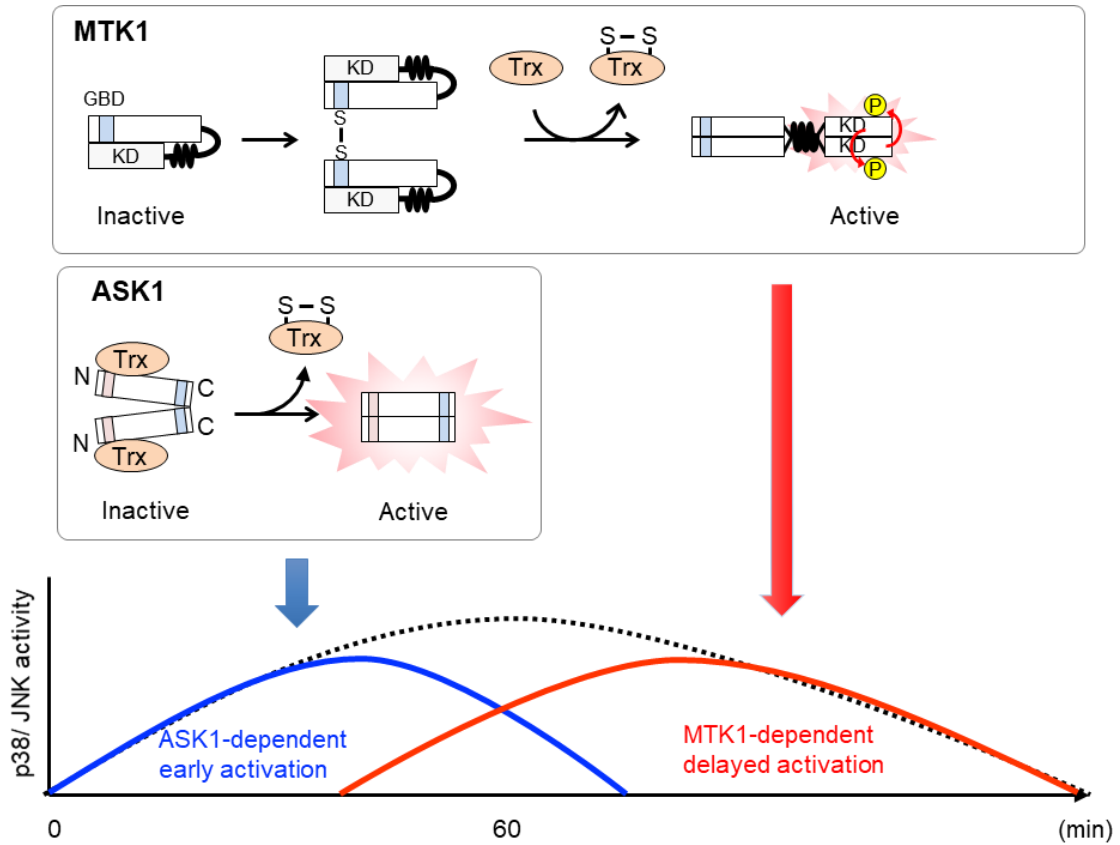 MTK1
GBD
KD
Inactive
KD
S
S
KD
Trx
S – S
Trx
P
KD
KD
P
Active
ASK1
N
Trx
C
N
C
Trx
Inactive
S – S
Trx
Active
p38/ JNK activity
ASK1-dependent
early activation
MTK1-dependent
delayed activation
0
60
(min)